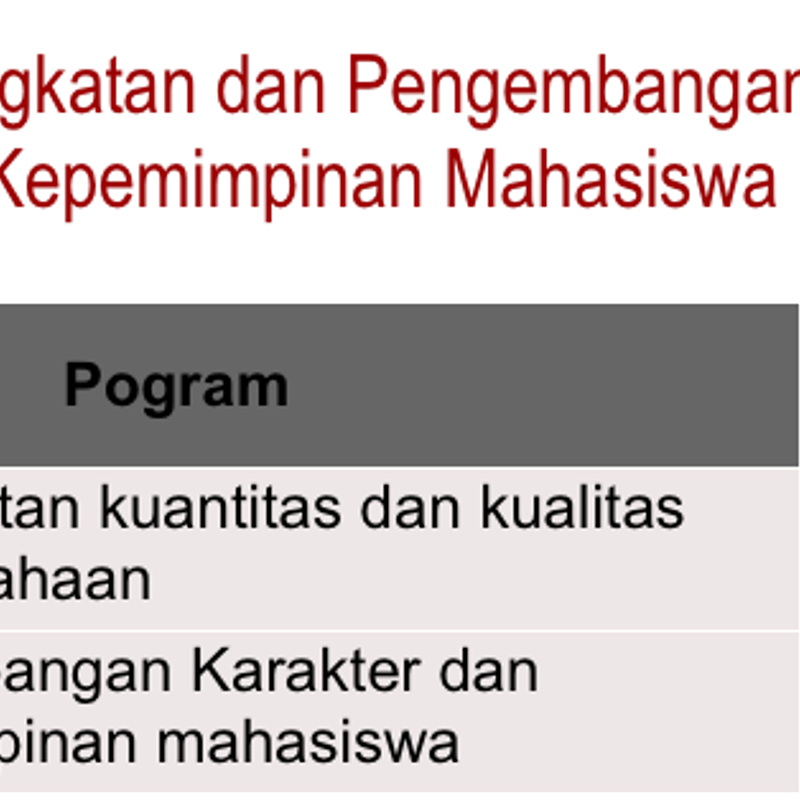 gkatan dan Pengembangan
Kepemimpinan Mahasiswa
Pogram
tan kuantitas dan kualitas
ahaan
angan Karakter dan
pinan mahasiswa